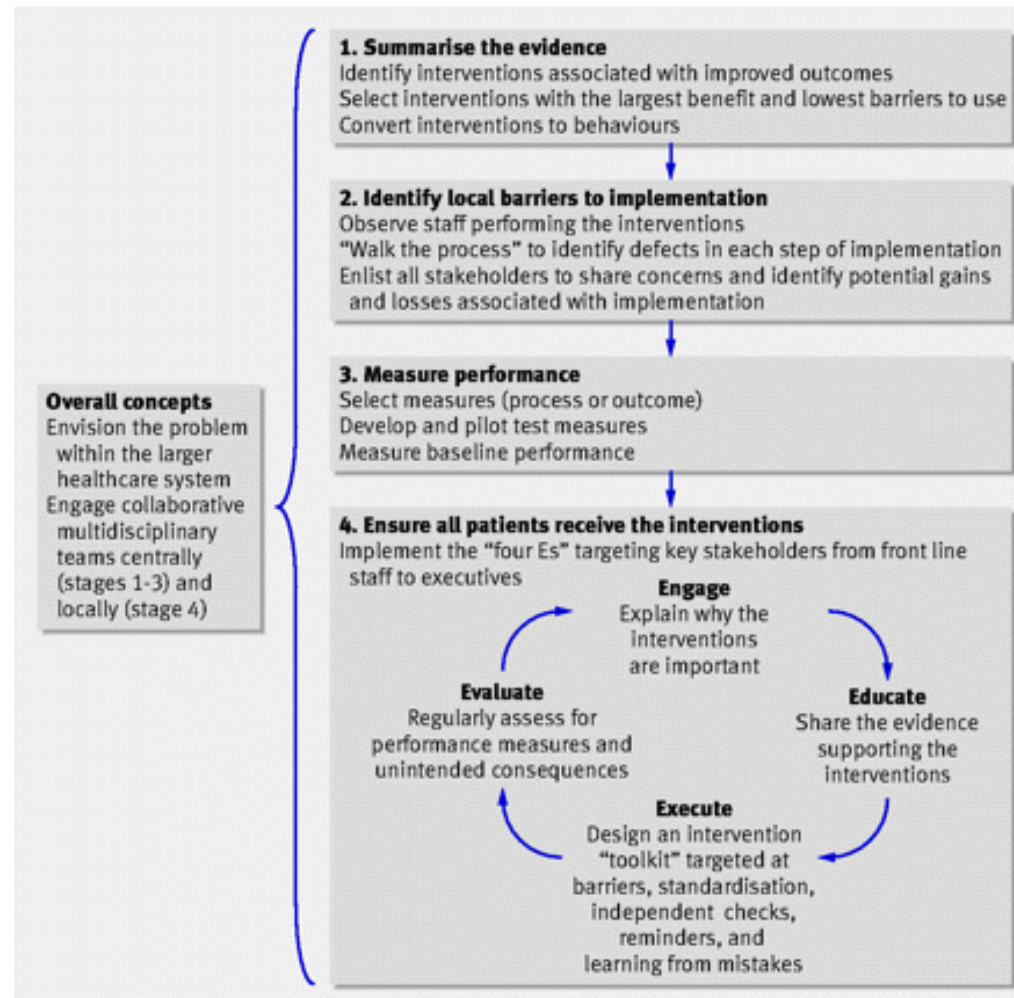 1. Summarise the evidence
Identify interventions associated with improved outcomes
Select interventions with the largest benefit and lowest barriers to use
Convert interventions to behaviours
2. Identify local barriers to implementation
Observe staff performing the interventions
“Walk the process” to identify defects in each step of implementation
Enlist all stakeholders to share concerns and identify potential gains
and losses associated with implementation
3. Measure performance
Select measures (process or outcome)
Develop and pilot test measures
Measure baseline performance
Overall concepts
Envision the problem
within the larger
healthcare system
Engage collaborative
multidisciplinary
teams centrally
(stages 1-3) and
locally (stage 4)
4. Ensure all patients receive the interventions
Implement the “four Es” targeting key stakeholders from front line
staff to executives
Engage
Explain why the
interventions
are important
Educate
Share the evidence
supporting the
interventions
Execute
Design an intervention
“toolkit” targeted at
barriers, standardisation,
independent checks,
reminders, and
learning from mistakes
Evaluate
Regularly assess for
performance measures and
unintended consequences